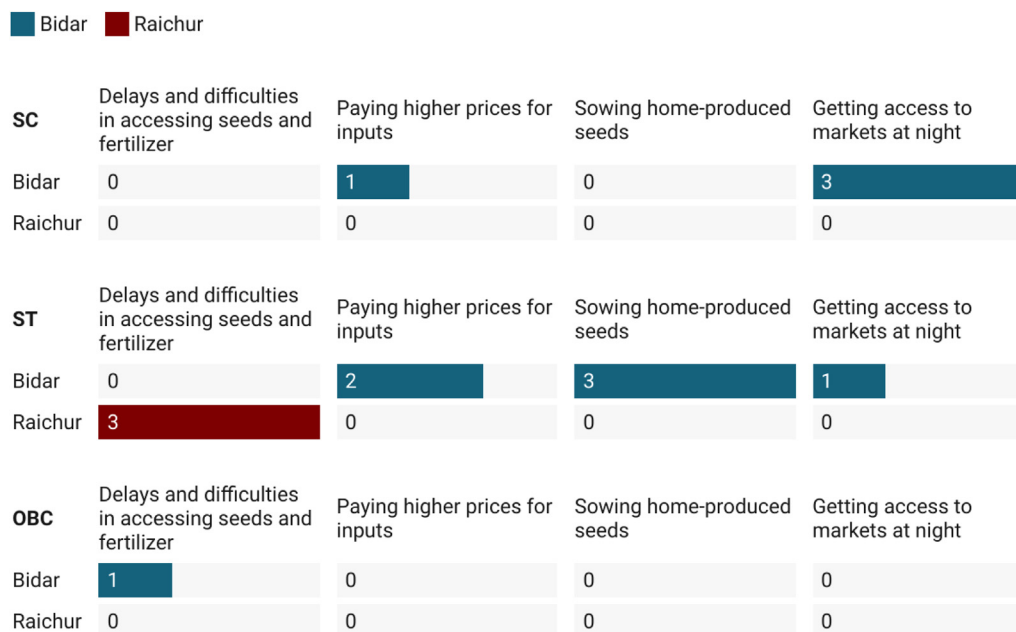 Bidar Raichur
SC
Delays and difficulties
in accessing seeds and
fertilizer
Paying higher prices for
inputs
Sowing home-produced
seeds
Getting access to
markets at night
Bidar 0 1 0 3
Raichur 0 0 0 0
ST
Delays and difficulties
in accessing seeds and
fertilizer
Paying higher prices for
inputs
Sowing home-produced
seeds
Getting access to
markets at night
Bidar 0 2 3 1
Raichur 3 0 0 0
OBC
Delays and difficulties
in accessing seeds and
fertilizer
Paying higher prices for
inputs
Sowing home-produced
seeds
Getting access to
markets at night
Bidar 1 0 0 0
Raichur 0 0 0 0